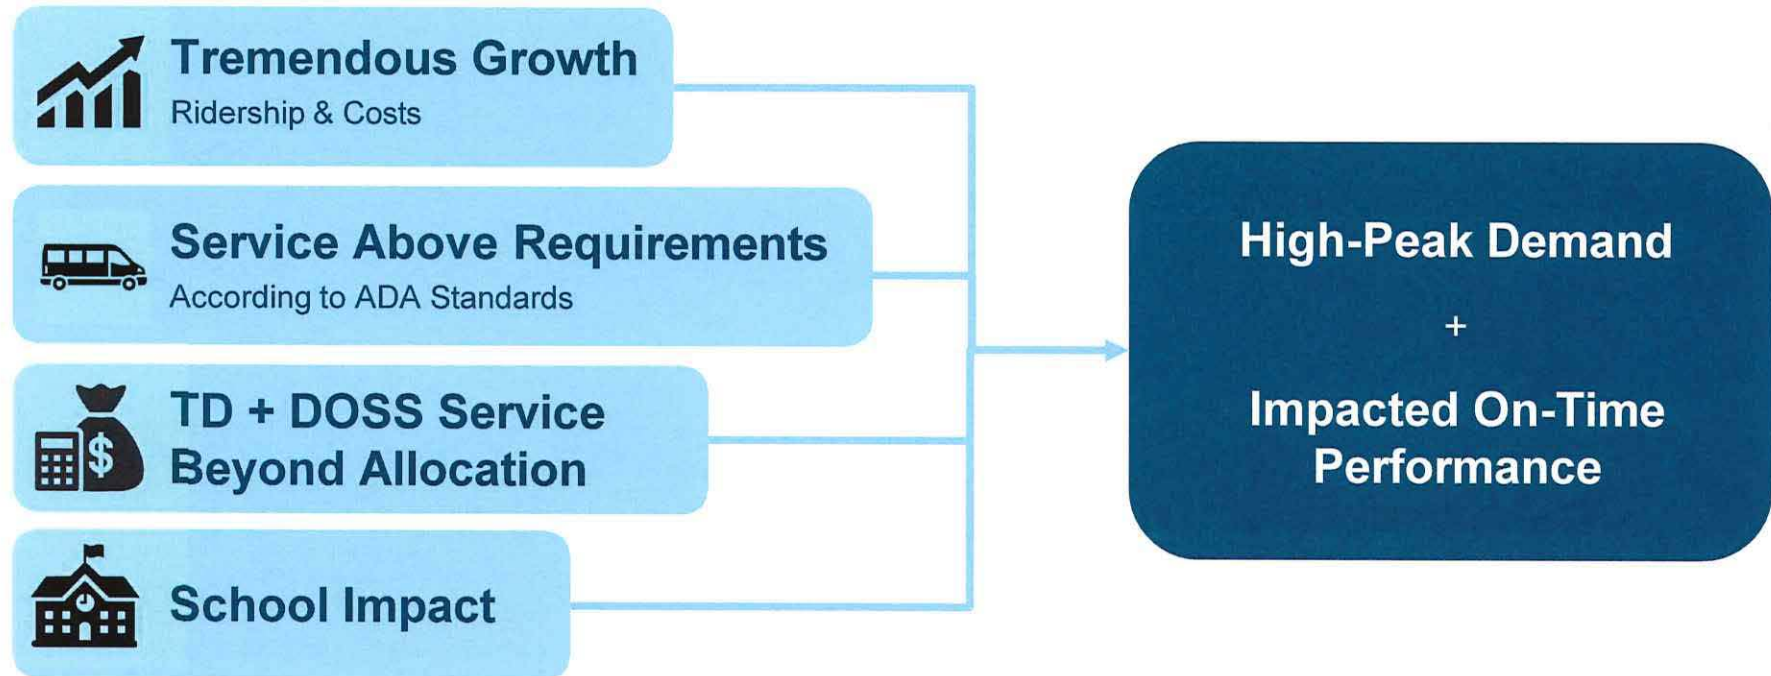 Tremendous Growth
Ridership & Costs
Service Above Requirements
According to ADA Standards
$
TD + DOSS Service
Beyond Allocation
School Impact
High-Peak Demand
+
Impacted On-Time
Performance